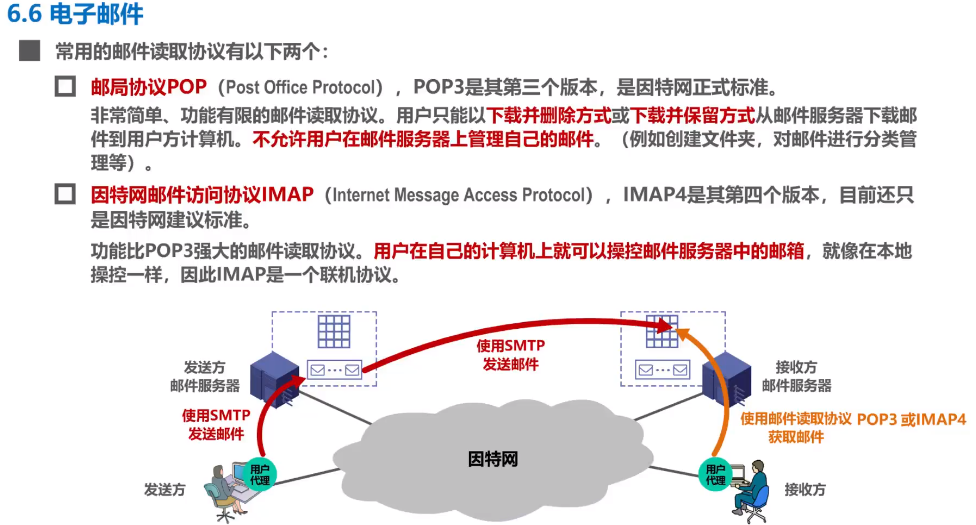 6.6 电子邮件
常用的邮件读取协议有以下两个：
邮局协议POP（Post Office Protocol），POP3是其第三个版本，是因特网正式标准。
非常简单、功能有限的邮件读取协议。用户只能以下载并删除方式或下载并保留方式从邮件服务器下载邮
件到用户方计算机。不允许用户在邮件服务器上管理自己的邮件。（例如创建文件夹，对邮件进行分类管
理等）。
因特网邮件访问协议IMAP（Internet Message Access Protocol），IMAP4是其第四个版本，目前还只
是因特网建议标准。
功能比POP3强大的邮件读取协议。用户在自己的计算机上就可以操控邮件服务器中的邮箱，就像在本地
操控一样，因此IMAP是一个联机协议。
发送方
邮件服务器
使用SMTP
发送邮件
接收方
邮件服务器
使用SMTP
发送邮件
使用邮件读取协议 POP3 或IMAP4
获取邮件
因特网
发送方
用户
代理
用户
代理
接收方